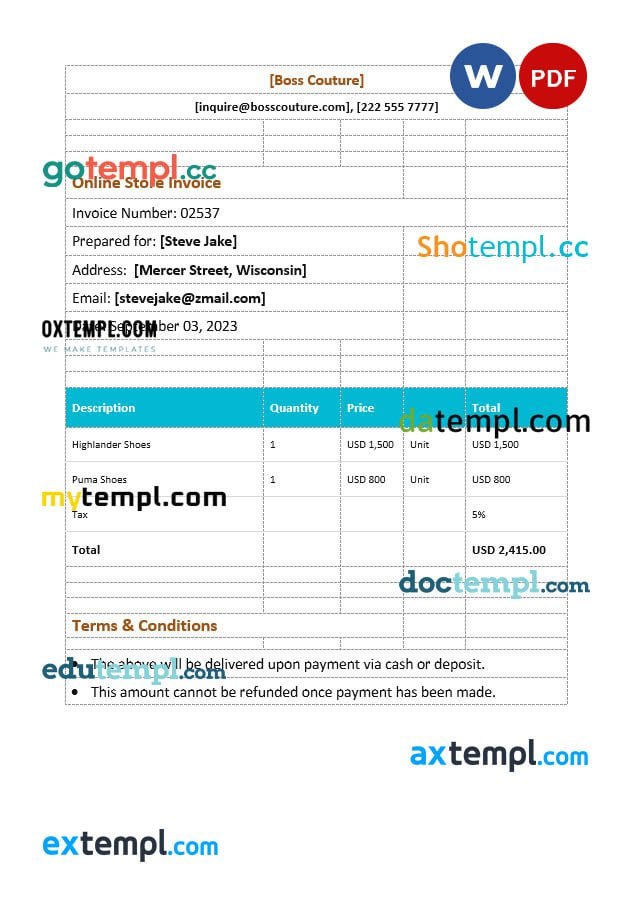 [Boss Couture]
W PDF
[inquire@bosscouture.com], [222 555 7777]
gotempl.cc
Online Store Invoice
Invoice Number: 02537
Prepared for: [Steve Jake]
Shotempl.cc
Address: [Mercer Street, Wisconsin]
Email: [stevejake@zmail.com]
Date: September 03, 2023
OXTEMPL.COM
WE MAKE TEMPLATES
Description Quantity Price Total
datempl.com
Highlander Shoes 1 USD 1,500 Unit USD 1,500
Puma Shoes 1 USD 800 Unit USD 800
mytempl.com
Tax 5%
Total USD 2,415.00
doctempl.com
Terms & Conditions
• The above will be delivered upon payment via cash or deposit.
edutempl.com
• This amount cannot be refunded once payment has been made.
axtempl.com
extempl.com